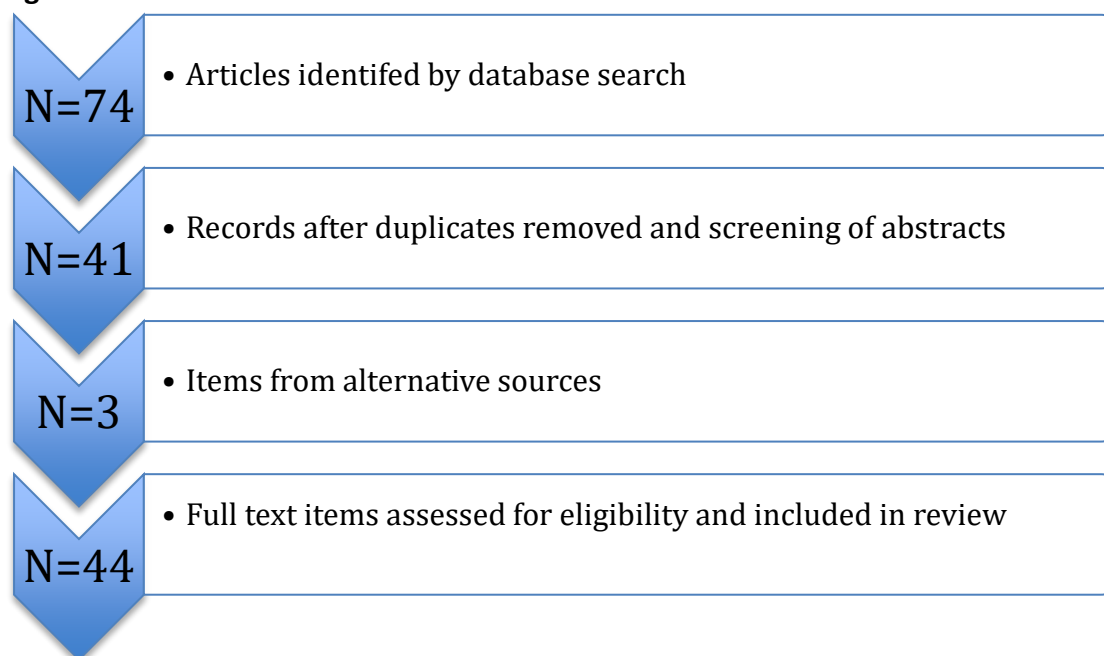 N=74
• Articles identifed by database search
N=41
• Records after duplicates removed and screening of abstracts
N=3
• Items from alternative sources
N=44
• Full text items assessed for eligibility and included in review